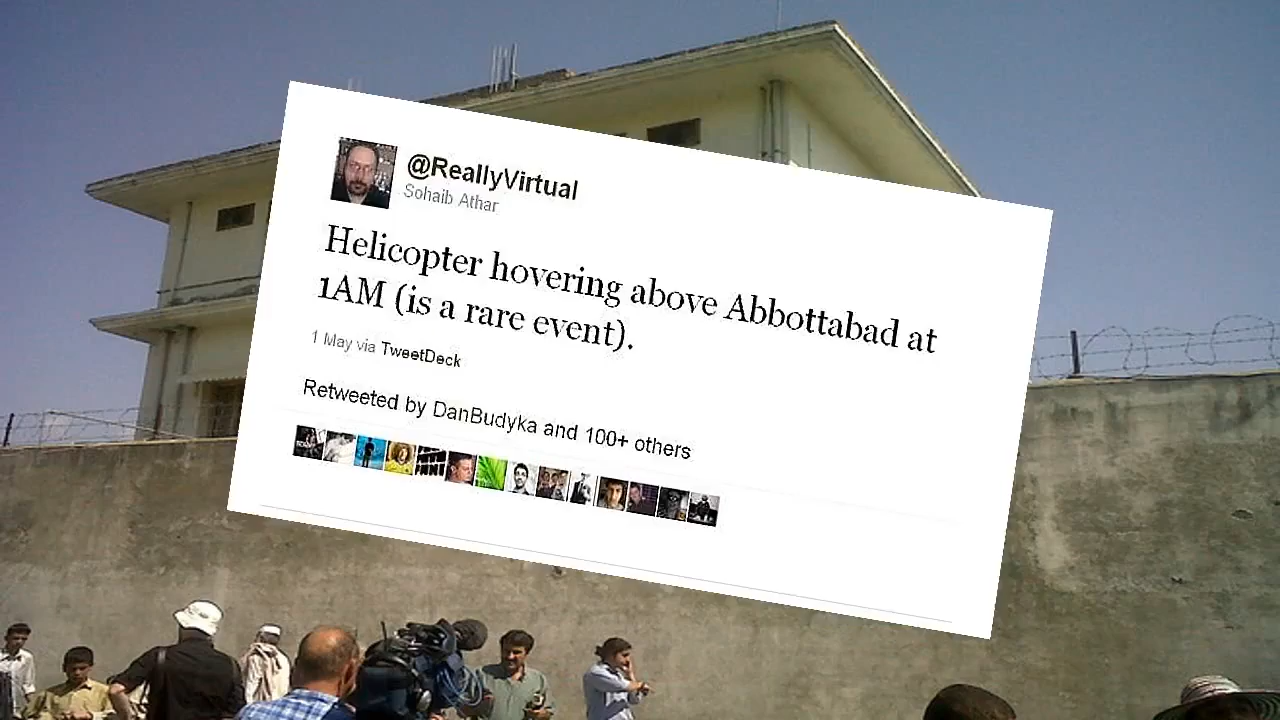 @ReallyVirtual
Sohaib Athar
Helicopter hovering above Abbottabad at
1AM (is a rare event).
1 May via TweetDeck
Retweeted by DanBudyka and 100+ others